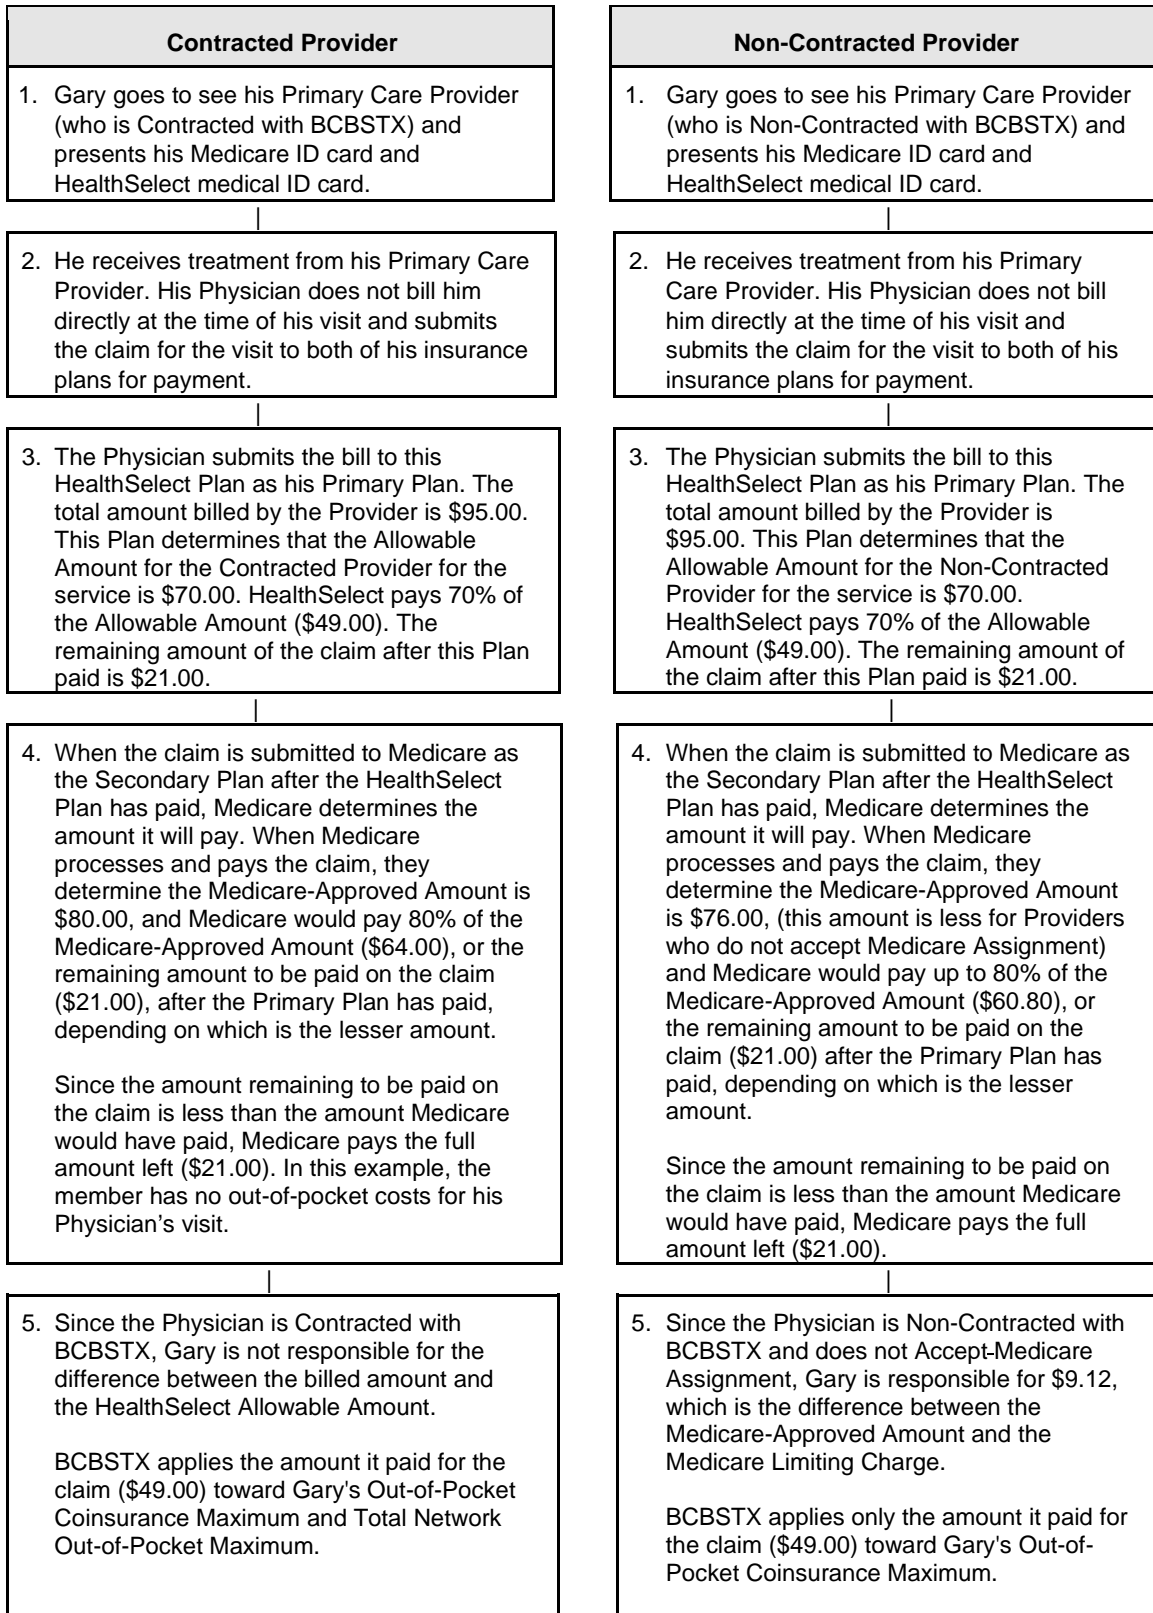 Contracted Provider
1. Gary goes to see his Primary Care Provider
(who is Contracted with BCBSTX) and
presents his Medicare ID card and
HealthSelect medical ID card.
2. He receives treatment from his Primary Care
Provider. His Physician does not bill him
directly at the time of his visit and submits
the claim for the visit to both of his insurance
plans for payment.
3. The Physician submits the bill to this
HealthSelect Plan as his Primary Plan. The
total amount billed by the Provider is $95.00.
This Plan determines that the Allowable
Amount for the Contracted Provider for the
service is $70.00. HealthSelect pays 70% of
the Allowable Amount ($49.00). The
remaining amount of the claim after this Plan
paid is $21.00.
4. When the claim is submitted to Medicare as
the Secondary Plan after the HealthSelect
Plan has paid, Medicare determines the
amount it will pay. When Medicare
processes and pays the claim, they
determine the Medicare-Approved Amount is
$80.00, and Medicare would pay 80% of the
Medicare-Approved Amount ($64.00), or the
remaining amount to be paid on the claim
($21.00), after the Primary Plan has paid,
depending on which is the lesser amount.
Since the amount remaining to be paid on
the claim is less than the amount Medicare
would have paid, Medicare pays the full
amount left ($21.00). In this example, the
member has no out-of-pocket costs for his
Physician’s visit.
5. Since the Physician is Contracted with
BCBSTX, Gary is not responsible for the
difference between the billed amount and
the HealthSelect Allowable Amount.
BCBSTX applies the amount it paid for the
claim ($49.00) toward Gary's Out-of-Pocket
Coinsurance Maximum and Total Network
Out-of-Pocket Maximum.
Non-Contracted Provider
1. Gary goes to see his Primary Care Provider
(who is Non-Contracted with BCBSTX) and
presents his Medicare ID card and
HealthSelect medical ID card.
2. He receives treatment from his Primary
Care Provider. His Physician does not bill
him directly at the time of his visit and
submits the claim for the visit to both of his
insurance plans for payment.
3. The Physician submits the bill to this
HealthSelect Plan as his Primary Plan. The
total amount billed by the Provider is
$95.00. This Plan determines that the
Allowable Amount for the Non-Contracted
Provider for the service is $70.00.
HealthSelect pays 70% of the Allowable
Amount ($49.00). The remaining amount of
the claim after this Plan paid is $21.00.
4. When the claim is submitted to Medicare as
the Secondary Plan after the HealthSelect
Plan has paid, Medicare determines the
amount it will pay. When Medicare
processes and pays the claim, they
determine the Medicare-Approved Amount
is $76.00, (this amount is less for Providers
who do not accept Medicare Assignment)
and Medicare would pay up to 80% of the
Medicare-Approved Amount ($60.80), or
the remaining amount to be paid on the
claim ($21.00) after the Primary Plan has
paid, depending on which is the lesser
amount.
Since the amount remaining to be paid on
the claim is less than the amount Medicare
would have paid, Medicare pays the full
amount left ($21.00).
5. Since the Physician is Non-Contracted with
BCBSTX and does not Accept-Medicare
Assignment, Gary is responsible for $9.12,
which is the difference between the
Medicare-Approved Amount and the
Medicare Limiting Charge.
BCBSTX applies only the amount it paid for
the claim ($49.00) toward Gary's Out-of-
Pocket Coinsurance Maximum.